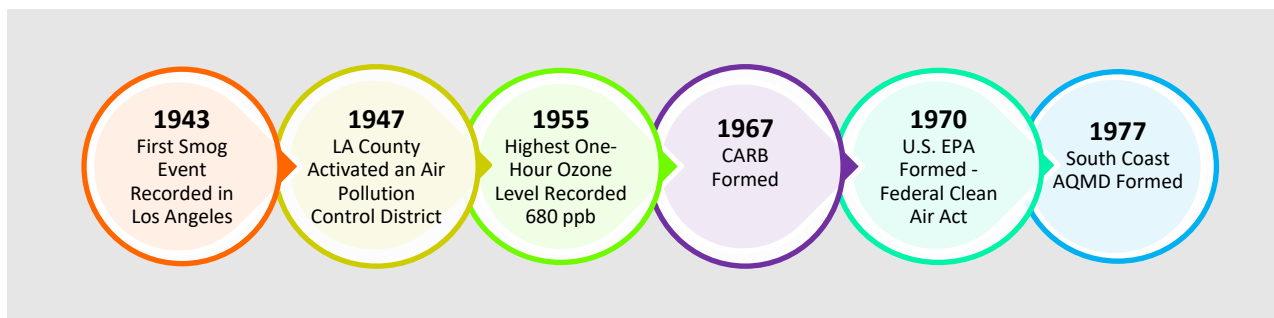 1943
First Smog
Event
Recorded in
Los Angeles
1947
LA County
Activated an Air
Pollution
Control District
1955
Highest One-
Hour Ozone
Level Recorded
680 ppb
1967
CARB
Formed
1970
U.S. EPA
Formed -
Federal Clean
Air Act
1977
South Coast
AQMD Formed